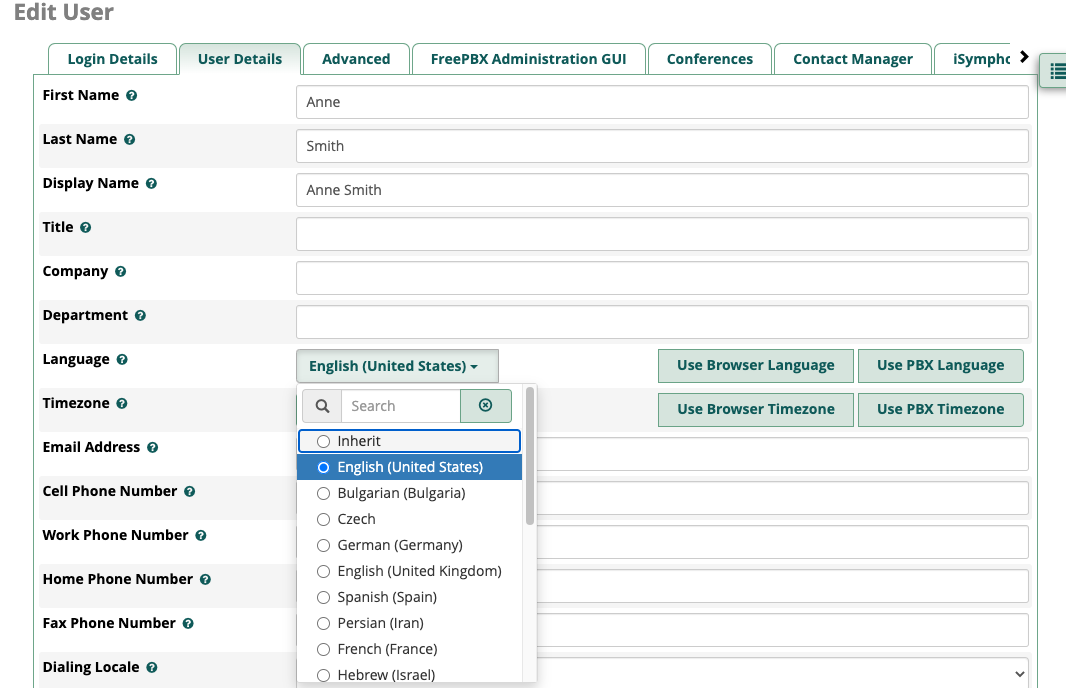 Edit User
Login Details User Details Advanced FreePBX Administration GUI Conferences Contact Manager iSympho
First Name
Anne
Last Name
Smith
Display Name
Anne Smith
Title
Company
Department
Language
English (United States)
Use Browser Language Use PBX Language
Timezone
Use Browser Timezone Use PBX Timezone
Search
Inherit
English (United States)
Bulgarian (Bulgaria)
Czech
German (Germany)
English (United Kingdom)
Spanish (Spain)
Persian (Iran)
French (France)
Hebrew (Israel)
Email Address
Cell Phone Number
Work Phone Number
Home Phone Number
Fax Phone Number
Dialing Locale